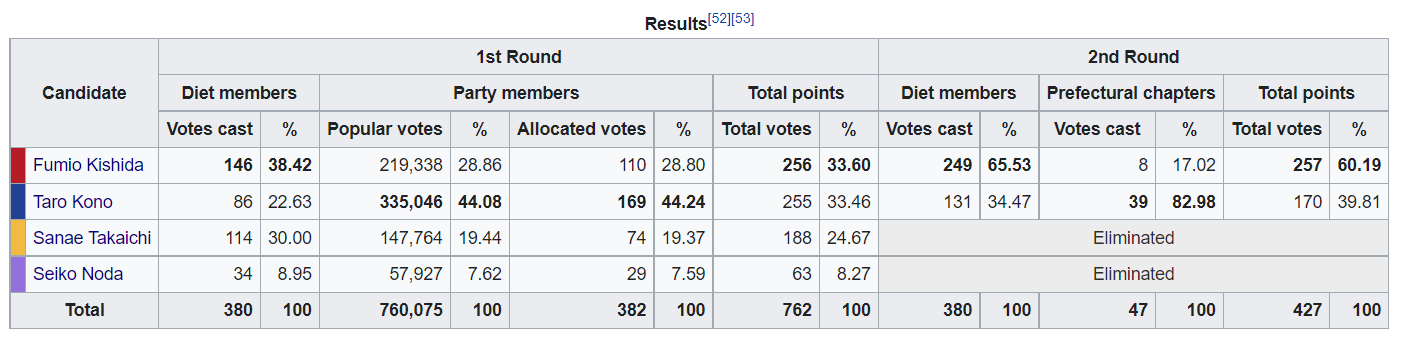 Results[52][53]
Candidate 1st Round 2nd Round
Diet members Party members Total points Diet members Prefectural chapters Total points
Votes cast % Popular votes % Allocated votes % Total votes % Votes cast % Votes cast % Total votes %
Fumio Kishida 146 38.42 219,338 28.86 110 28.80 256 33.60 249 65.53 8 17.02 257 60.19
Taro Kono 86 22.63 335,046 44.08 169 44.24 255 33.46 131 34.47 39 82.98 170 39.81
Sanae Takaichi 114 30.00 147,764 19.44 74 19.37 188 24.67 Eliminated
Seiko Noda 34 8.95 57,927 7.62 29 7.59 63 8.27 Eliminated
Total 380 100 760,075 100 382 100 762 100 380 100 47 100 427 100